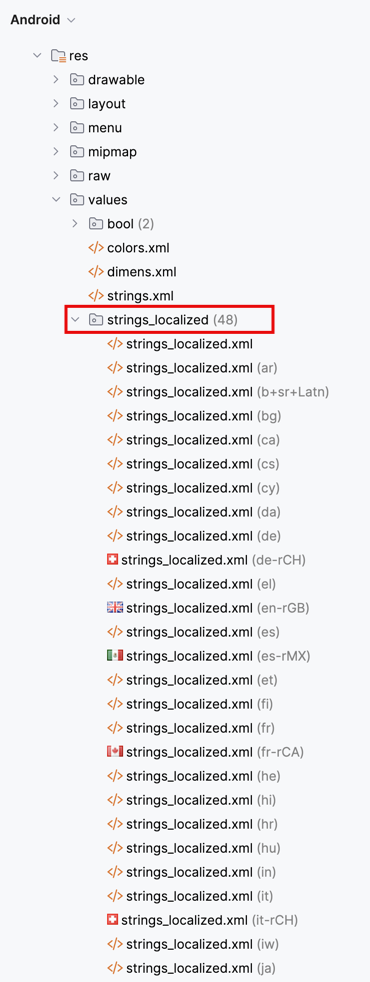 Android
res
drawable
layout
menu
mipmap
raw
values
bool (2)
colors.xml
dimens.xml
strings.xml
strings_localized (48)
strings_localized.xml
strings_localized.xml (ar)
strings_localized.xml (b+sr+Latn)
strings_localized.xml (bg)
strings_localized.xml (ca)
strings_localized.xml (cs)
strings_localized.xml (cy)
strings_localized.xml (da)
strings_localized.xml (de)
strings_localized.xml (de-rCH)
strings_localized.xml (el)
strings_localized.xml (en-rGB)
strings_localized.xml (es)
strings_localized.xml (es-rMX)
strings_localized.xml (et)
strings_localized.xml (fi)
strings_localized.xml (fr)
strings_localized.xml (fr-rCA)
strings_localized.xml (he)
strings_localized.xml (hi)
strings_localized.xml (hr)
strings_localized.xml (hu)
strings_localized.xml (in)
strings_localized.xml (it)
strings_localized.xml (it-rCH)
strings_localized.xml (iw)
strings_localized.xml (ja)